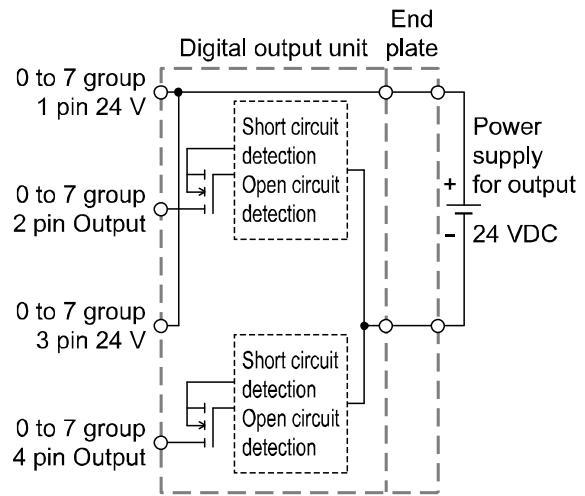 Digital output unit
End
plate
0 to 7 group
1 pin 24 V
Short circuit
detection
Open circuit
detection
0 to 7 group
2 pin Output
Power
supply
for output
+
−
24 VDC
0 to 7 group
3 pin 24 V
Short circuit
detection
Open circuit
detection
0 to 7 group
4 pin Output